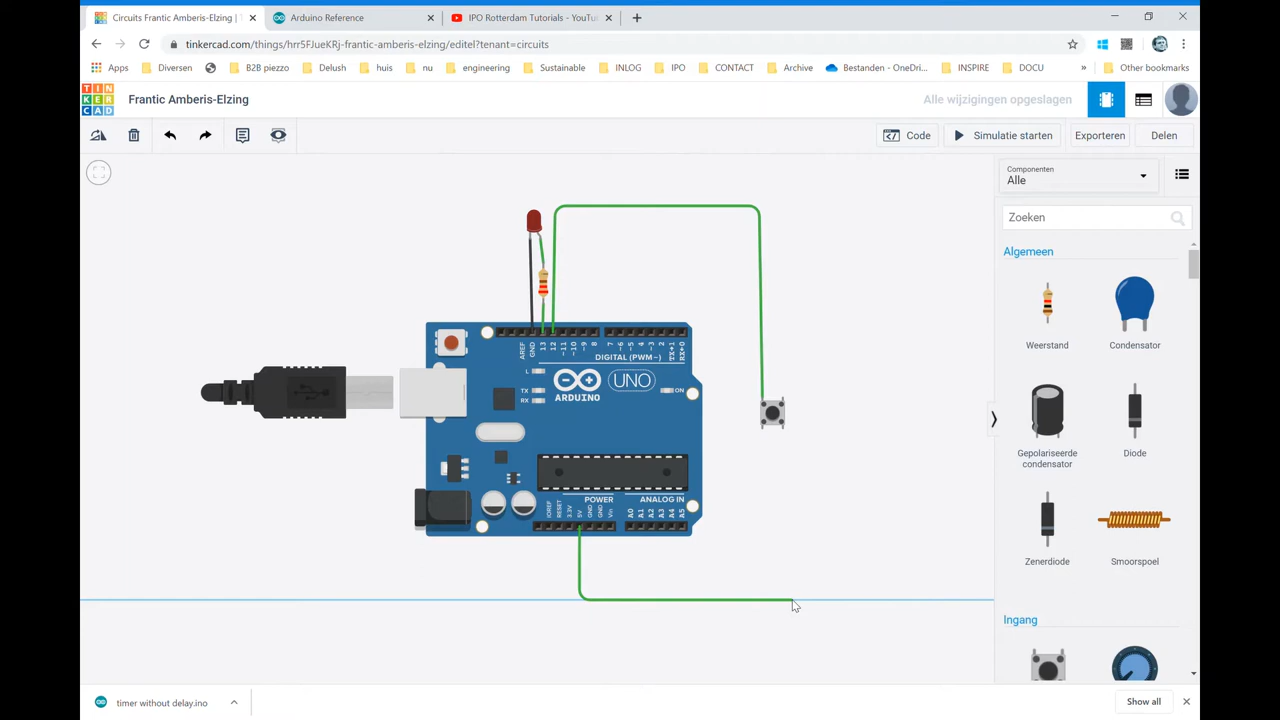 Circuits Frantic Amberis-Elzing | T
Arduino Reference
IPO Rotterdam Tutorials - YouTu
tinkercad.com/things/hrr5FJueKRj-frantic-amberis-elzing/editel?tenant=circuits
Apps Diversen B2B piezzo Delush huis nu engineering Sustainable INLOG IPO CONTACT Archive Bestanden - OneDri... INSPIRE DOCU » Other bookmarks
TIN
KER
CAD
Frantic Amberis-Elzing
Alle wijzigingen opgeslagen
Code
Simulatie starten
Exporteren
Delen
Componenten
Alle
Zoeken
Algemeen
Weerstand
Condensator
Gepolariseerde
condensator
Diode
Zenerdiode
Smoorspoel
Ingang
AREF GND 13 12 ~11 ~10 ~9 8 7 ~6 ~5 4 ~3 2 TX→1 RX←0
DIGITAL (PWM~)
L
TX
RX
UNO
ARDUINO
ON
POWER ANALOG IN
IOREF RESET 3.3V 5V GND GND Vin A0 A1 A2 A3 A4 A5
timer without delay.ino
Show all